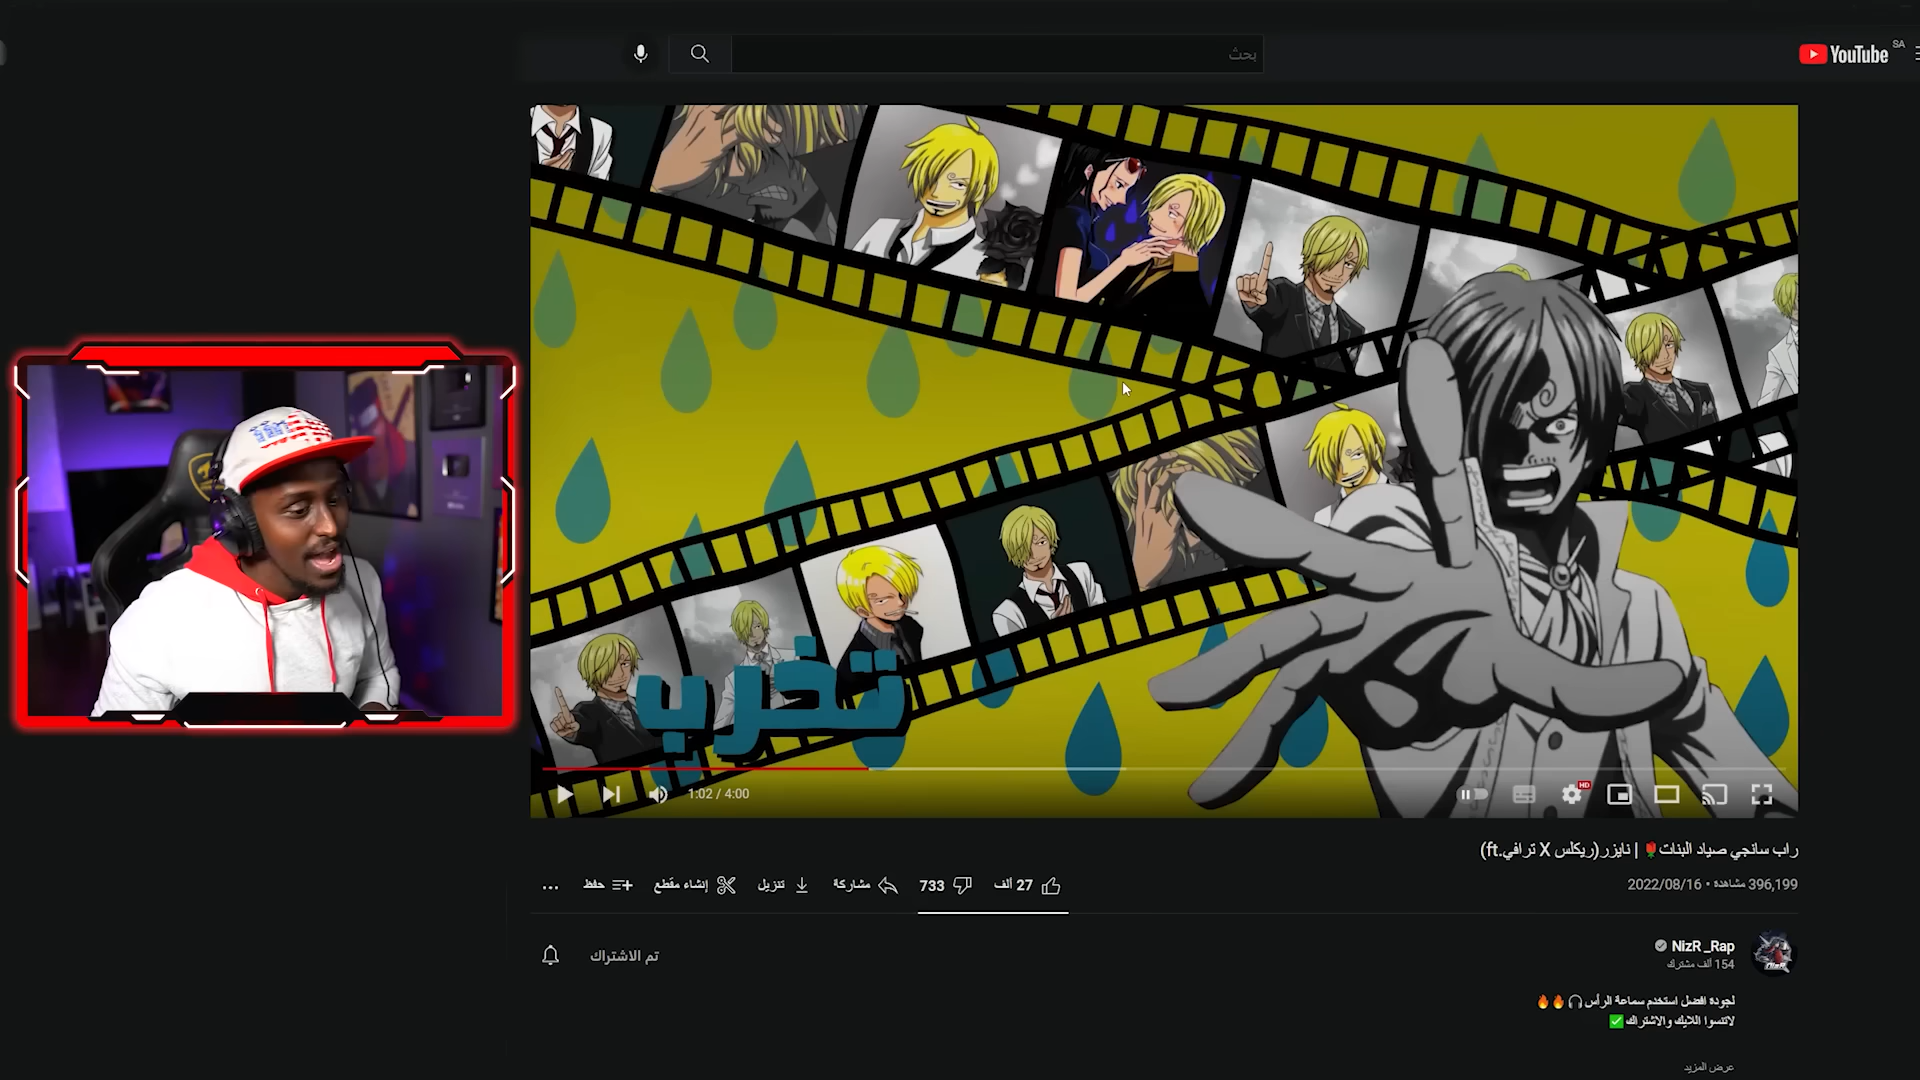 بحث
YouTube SA
تخرب
1:02 / 4:00
HD
راب سانجي صياد البنات🌹 | نايزر(ريكلس X ترافي.ft)
396,199 مشاهدة • 2022/08/16
27 ألف
733
مشاركة
تنزيل
إنشاء مقطع
حفظ
NizR_Rap
154 ألف مشترك
تم الاشتراك
لجودة افضل استخدم سماعة الرأس🎧🔥🔥
لاتنسوا اللايك والاشتراك✅
عرض المزيد